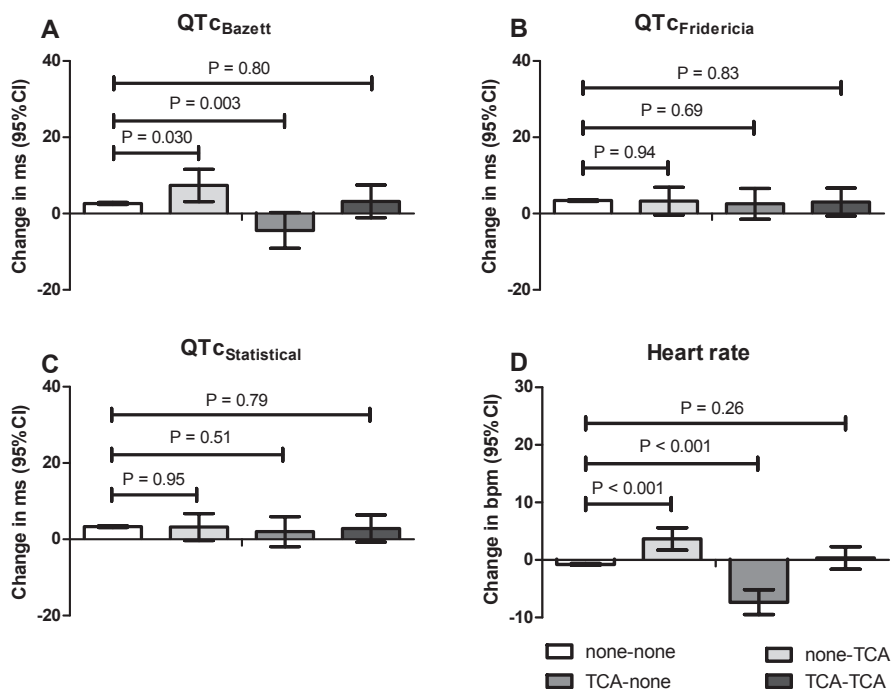 A
QTcBazett
Change in ms (95%CI)
40
20
0
-20
P = 0.80
P = 0.003
P = 0.030
B
QTcFridericia
Change in ms (95%CI)
40
20
0
-20
P = 0.83
P = 0.69
P = 0.94
C
QTcStatistical
Change in ms (95%CI)
40
20
0
-20
P = 0.79
P = 0.51
P = 0.95
D
Heart rate
Change in bpm (95%CI)
30
20
10
0
-10
P = 0.26
P < 0.001
P < 0.001
none-none
none-TCA
TCA-none
TCA-TCA